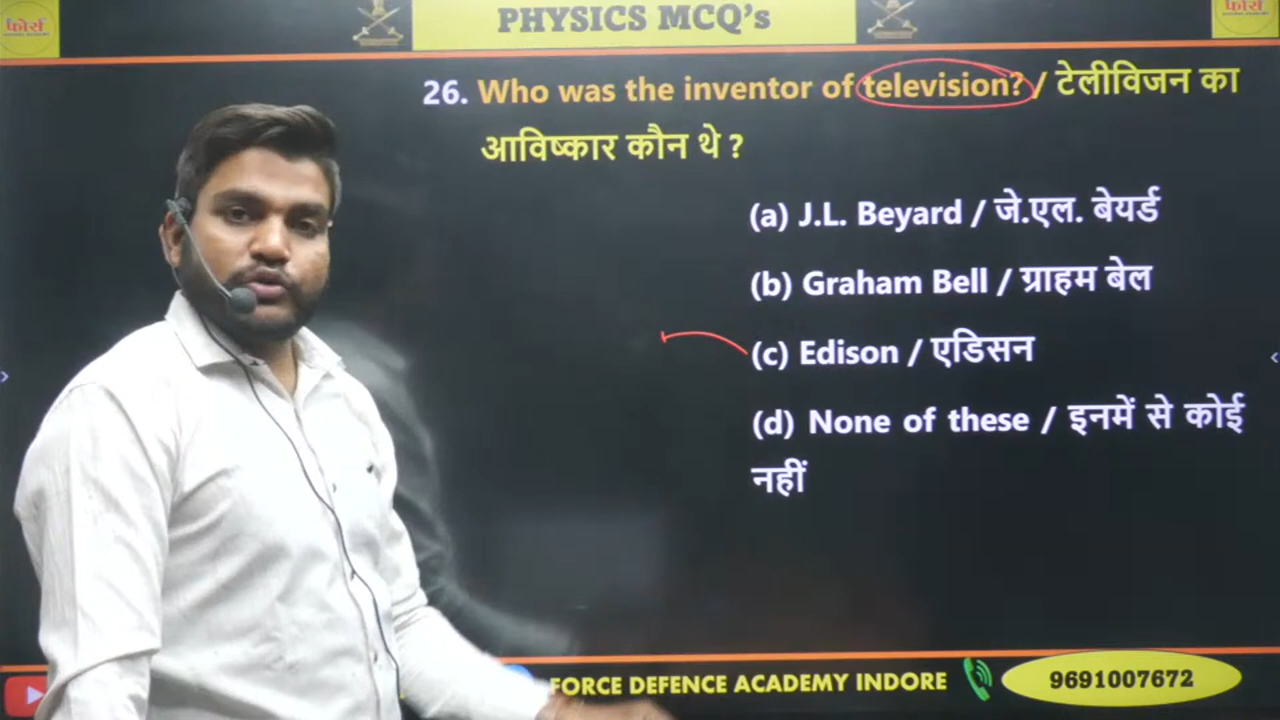 फोर्स
PHYSICS MCQ's
फोर्स
26. Who was the inventor of television? / टेलीविजन का
आविष्कार कौन थे ?
(a) J.L. Beyard / जे.एल. बेयर्ड
(b) Graham Bell / ग्राहम बेल
(c) Edison / एडिसन
(d) None of these / इनमें से कोई
नहीं
FORCE DEFENCE ACADEMY INDORE
9691007672